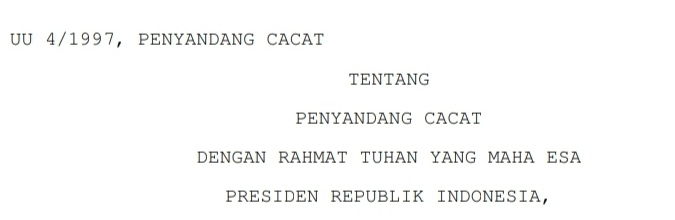 UU 4/1997, PENYANDANG CACAT
TENTANG
PENYANDANG CACAT
DENGAN RAHMAT TUHAN YANG MAHA ESA
PRESIDEN REPUBLIK INDONESIA,